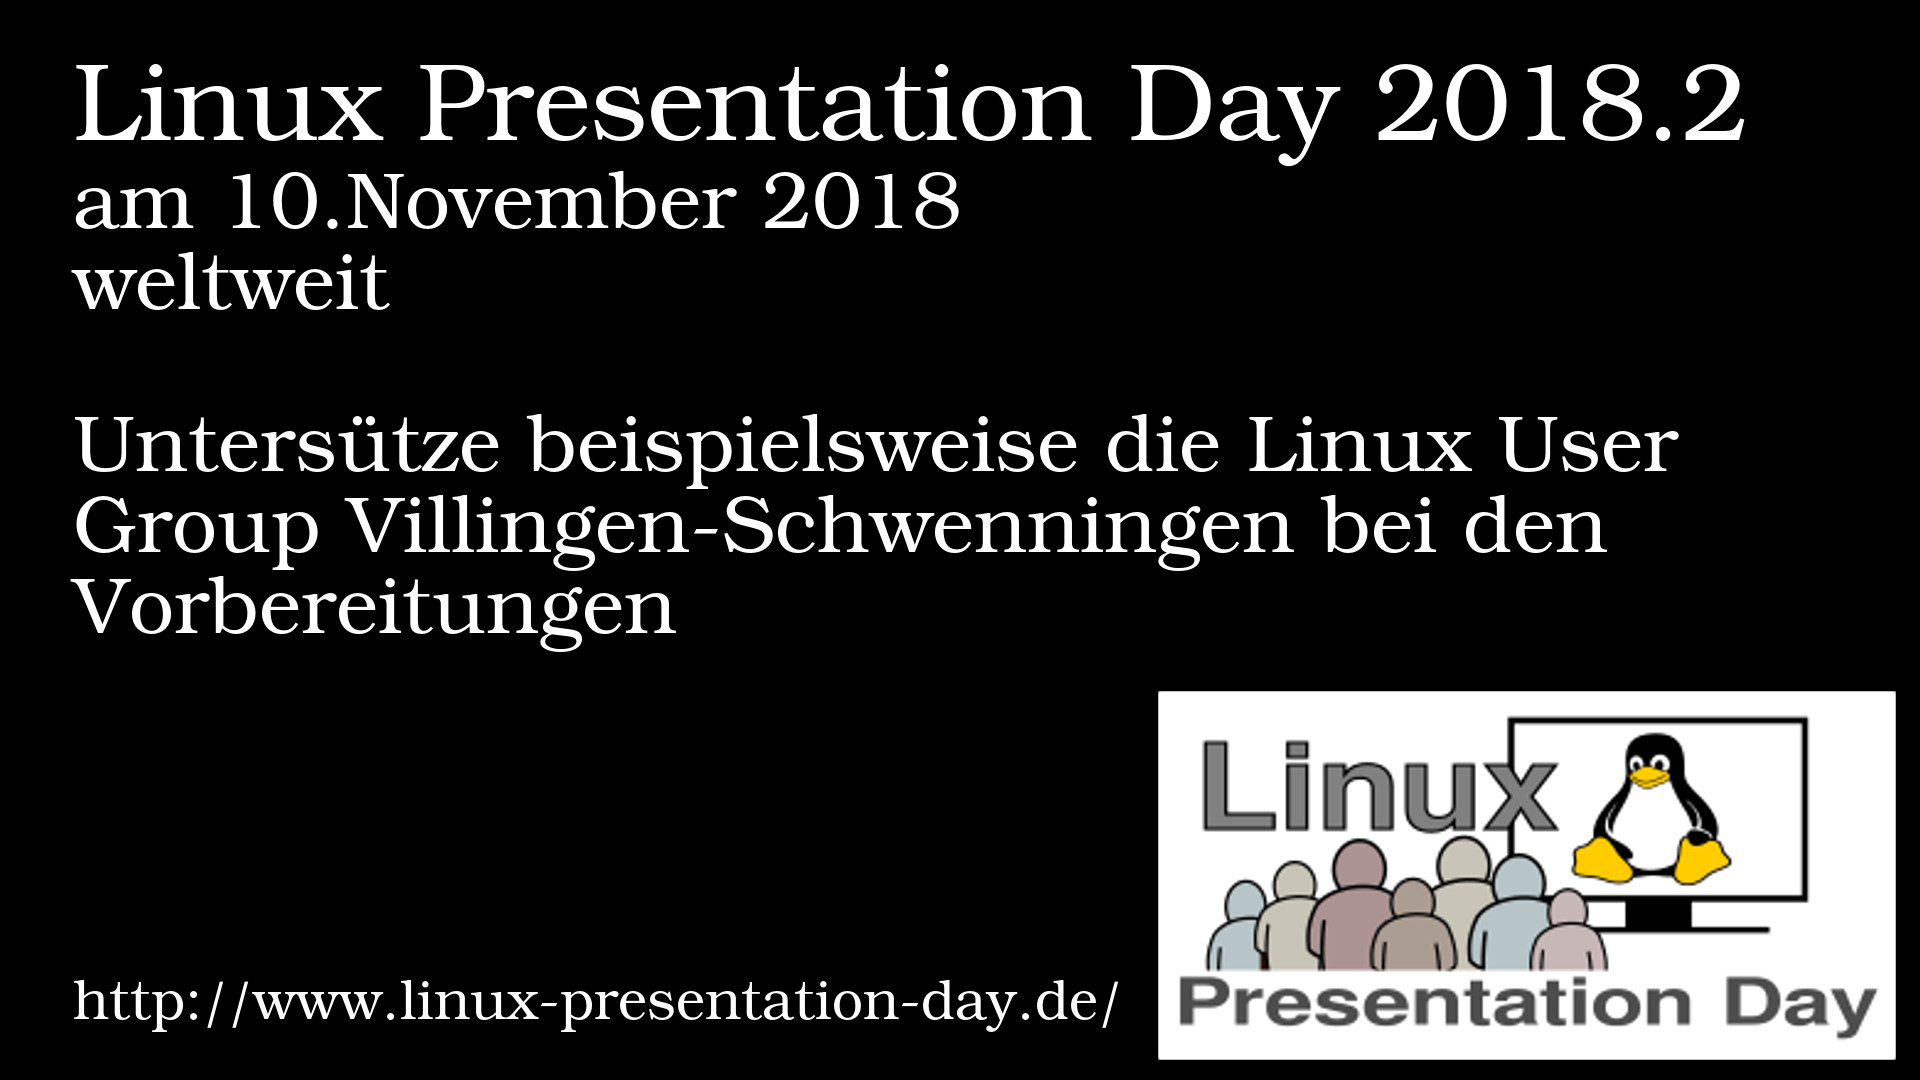 Linux Presentation Day 2018.2
am 10.November 2018
weltweit
Untersütze beispielsweise die Linux User
Group Villingen-Schwenningen bei den
Vorbereitungen
Linux
Presentation Day
http://www.linux-presentation-day.de/